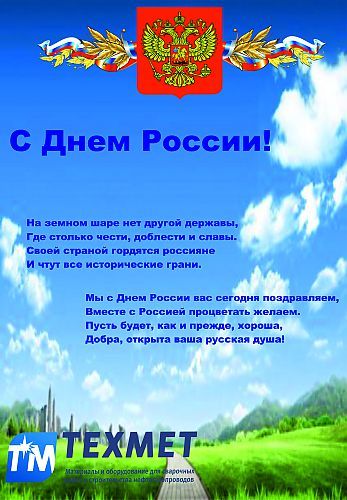 С Днем России!
На земном шаре нет другой державы,
Где столько чести, доблести и славы.
Своей страной гордятся россияне
И чтут все исторические грани.
Мы с Днем России вас сегодня поздравляем,
Вместе с Россией процветать желаем.
Пусть будет, как и прежде, хороша,
Добра, открыта ваша русская душа!
ТМ ТЕХМЕТ
Материалы и оборудование для сварочных
строительства нефтегазопроводов